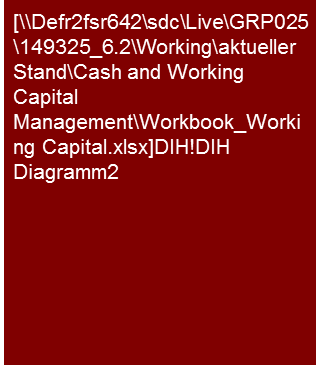 [\\Defr2fsr642\sdc\Live\GRP025
\149325_6.2\Working\aktueller
Stand\Cash and Working
Capital
Management\Workbook_Worki
ng Capital.xlsx]DIH!DIH
Diagramm2